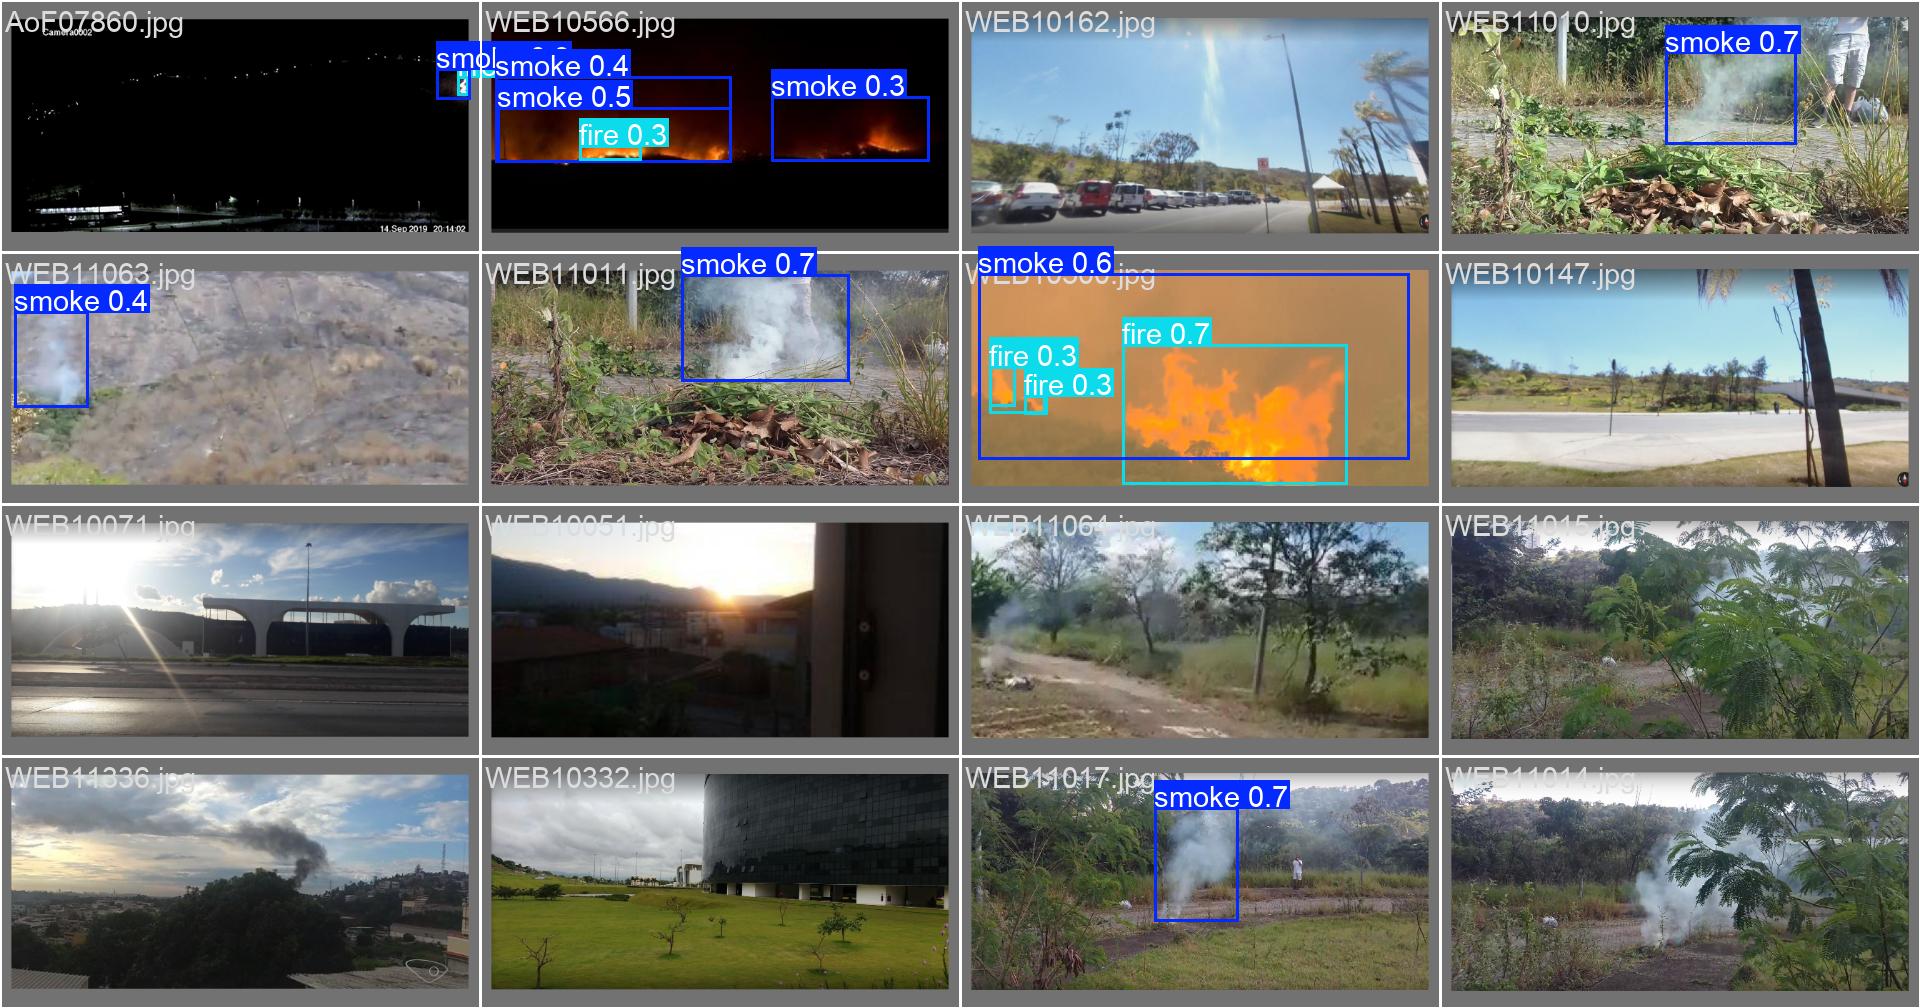 AoF07860.jpg
Camera0002
14 Sep 2019 20:14:02
WEB10566.jpg
smoke 0.4
smoke 0.5
fire 0.3
smoke 0.3
WEB10162.jpg
WEB11010.jpg
smoke 0.7
WEB11063.jpg
smoke 0.4
WEB11011.jpg
smoke 0.7
smoke 0.6
fire 0.7
fire 0.3
fire 0.3
WEB10147.jpg
WEB10071.jpg
WEB10051.jpg
WEB11064.jpg
WEB11015.jpg
WEB11336.jpg
WEB10332.jpg
WEB11017.jpg
smoke 0.7
WEB11014.jpg